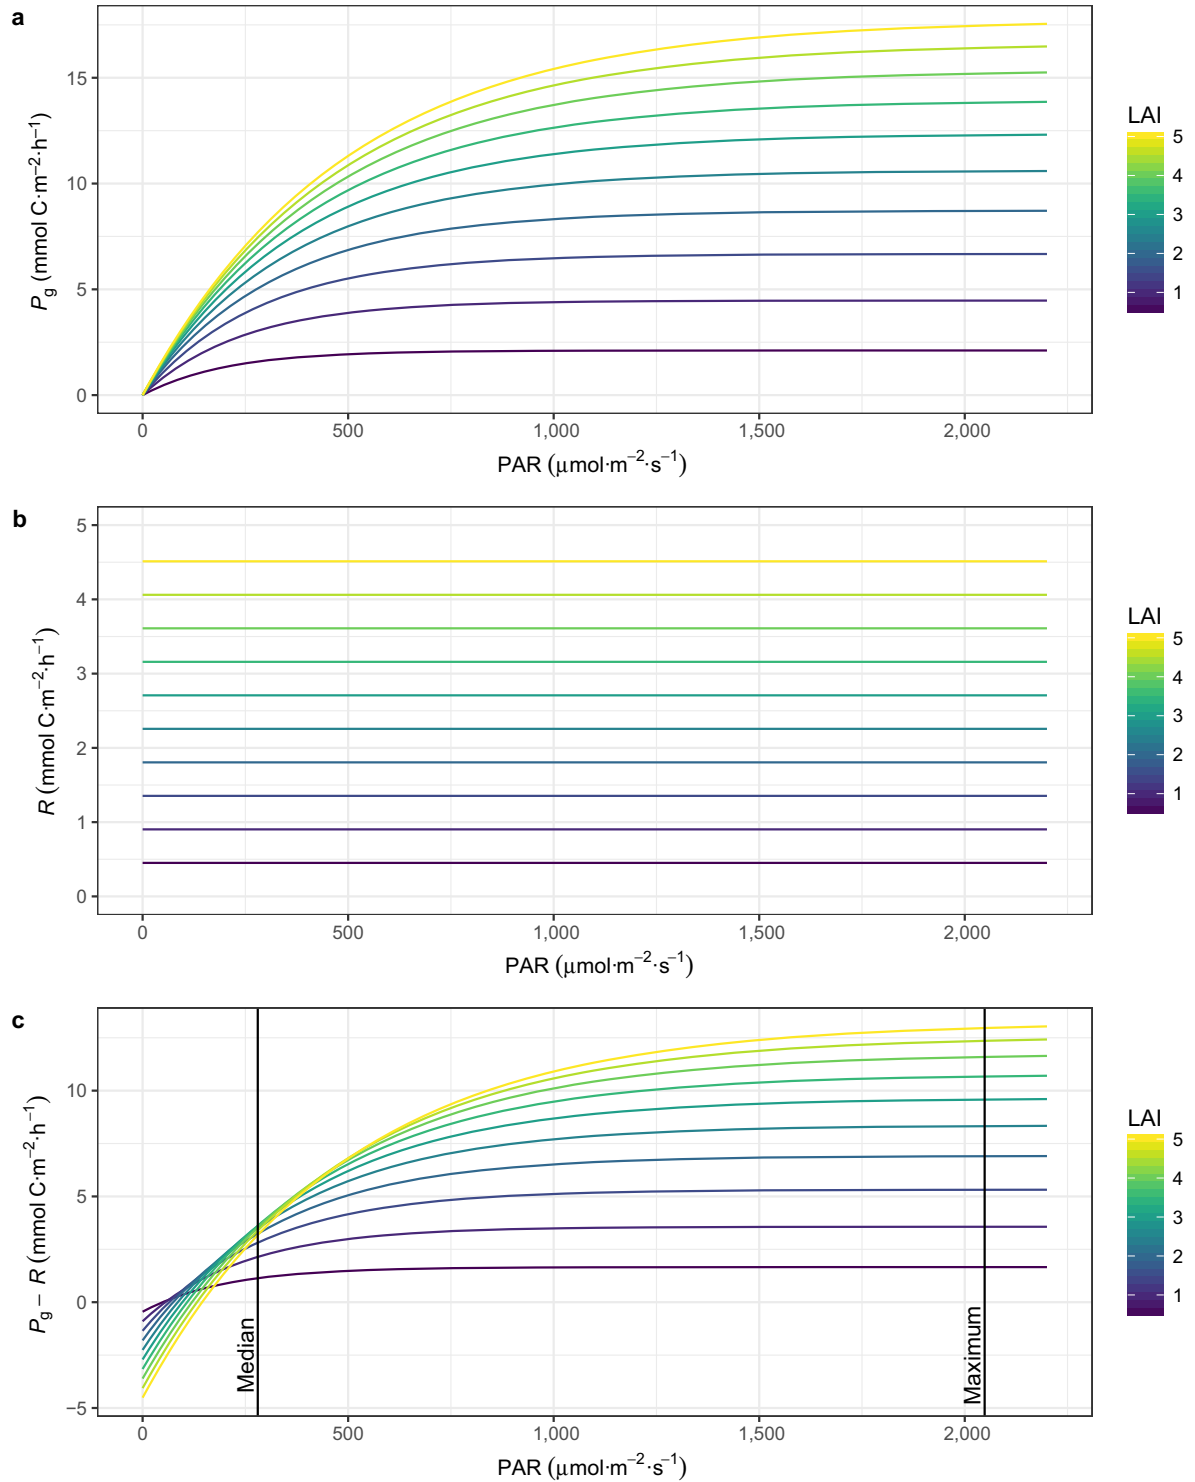 a
15
10
5
0
P_g (mmol C·m⁻²·h⁻¹)
0 500 1,000 1,500 2,000
PAR (μmol·m⁻²·s⁻¹)
LAI
5
4
3
2
1
b
5
4
3
2
1
0
R (mmol C·m⁻²·h⁻¹)
0 500 1,000 1,500 2,000
PAR (μmol·m⁻²·s⁻¹)
LAI
5
4
3
2
1
c
10
5
0
−5
P_g − R (mmol C·m⁻²·h⁻¹)
Median
Maximum
0 500 1,000 1,500 2,000
PAR (μmol·m⁻²·s⁻¹)
LAI
5
4
3
2
1